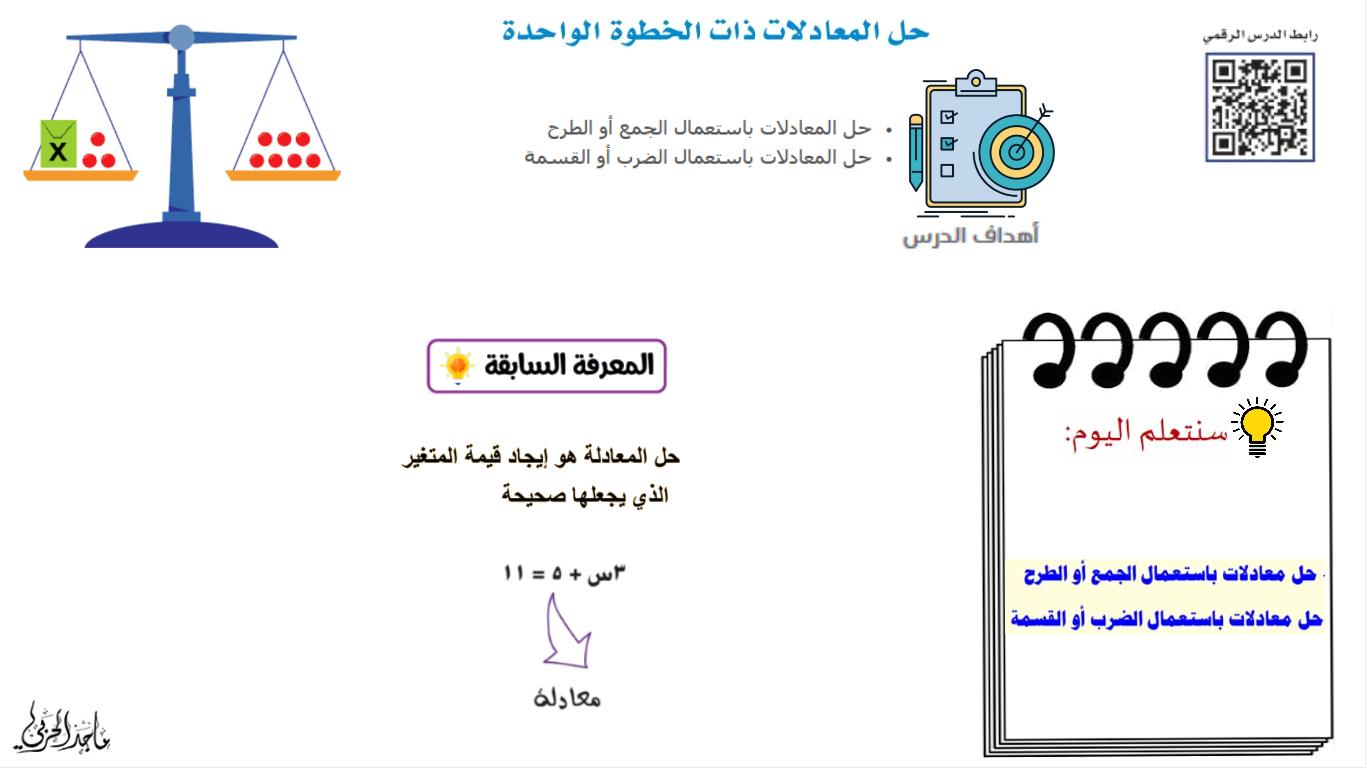 رابط الدرس الرقمي
حل المعادلات ذات الخطوة الواحدة
• حل المعادلات باستعمال الجمع أو الطرح
• حل المعادلات باستعمال الضرب أو القسمة
أهداف الدرس
X
المعرفة السابقة
حل المعادلة هو إيجاد قيمة المتغير
الذي يجعلها صحيحة
٣س + ٥ = ١١
معادلة
سنتعلم اليوم:
حل معادلات باستعمال الجمع أو الطرح
حل معادلات باستعمال الضرب أو القسمة